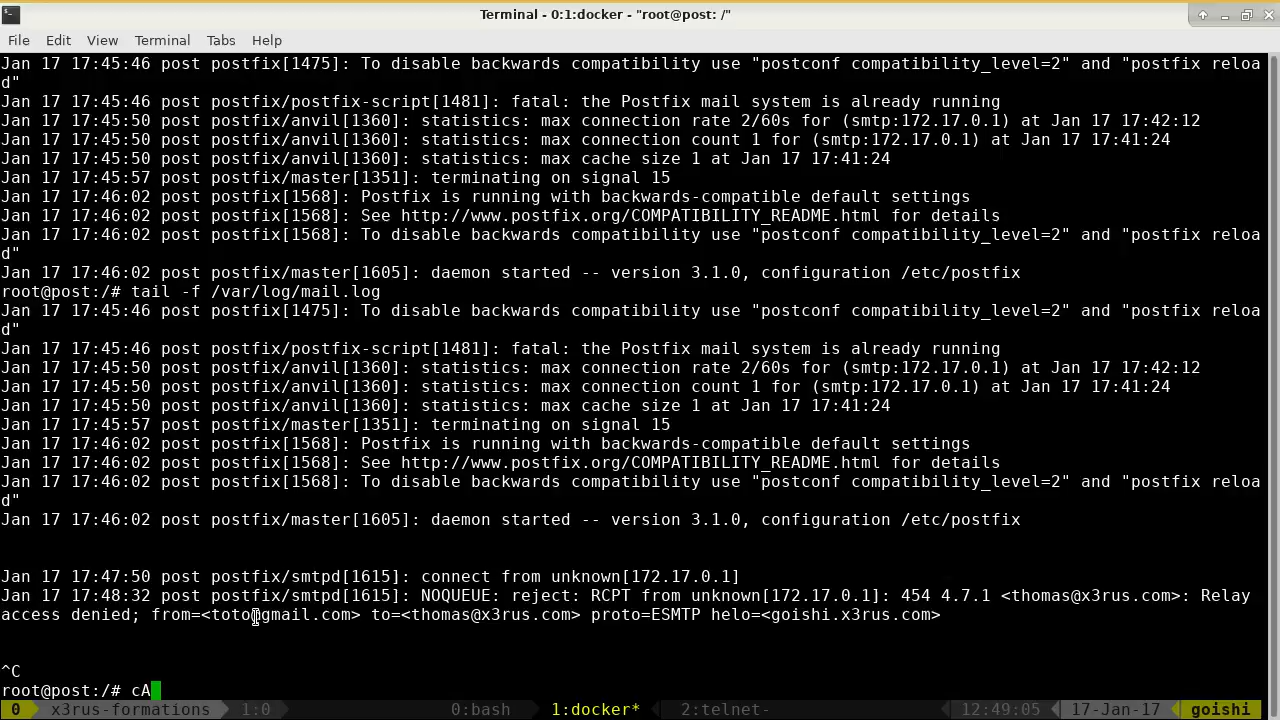 Terminal - 0:1:docker - "root@post: /"
File Edit View Terminal Tabs Help
Jan 17 17:45:46 post postfix[1475]: To disable backwards compatibility use "postconf compatibility_level=2" and "postfix reloa
d"
Jan 17 17:45:46 post postfix/postfix-script[1481]: fatal: the Postfix mail system is already running
Jan 17 17:45:50 post postfix/anvil[1360]: statistics: max connection rate 2/60s for (smtp:172.17.0.1) at Jan 17 17:42:12
Jan 17 17:45:50 post postfix/anvil[1360]: statistics: max connection count 1 for (smtp:172.17.0.1) at Jan 17 17:41:24
Jan 17 17:45:50 post postfix/anvil[1360]: statistics: max cache size 1 at Jan 17 17:41:24
Jan 17 17:45:57 post postfix/master[1351]: terminating on signal 15
Jan 17 17:46:02 post postfix[1568]: Postfix is running with backwards-compatible default settings
Jan 17 17:46:02 post postfix[1568]: See http://www.postfix.org/COMPATIBILITY_README.html for details
Jan 17 17:46:02 post postfix[1568]: To disable backwards compatibility use "postconf compatibility_level=2" and "postfix reloa
d"
Jan 17 17:46:02 post postfix/master[1605]: daemon started -- version 3.1.0, configuration /etc/postfix
root@post:/# tail -f /var/log/mail.log
Jan 17 17:45:46 post postfix[1475]: To disable backwards compatibility use "postconf compatibility_level=2" and "postfix reloa
d"
Jan 17 17:45:46 post postfix/postfix-script[1481]: fatal: the Postfix mail system is already running
Jan 17 17:45:50 post postfix/anvil[1360]: statistics: max connection rate 2/60s for (smtp:172.17.0.1) at Jan 17 17:42:12
Jan 17 17:45:50 post postfix/anvil[1360]: statistics: max connection count 1 for (smtp:172.17.0.1) at Jan 17 17:41:24
Jan 17 17:45:50 post postfix/anvil[1360]: statistics: max cache size 1 at Jan 17 17:41:24
Jan 17 17:45:57 post postfix/master[1351]: terminating on signal 15
Jan 17 17:46:02 post postfix[1568]: Postfix is running with backwards-compatible default settings
Jan 17 17:46:02 post postfix[1568]: See http://www.postfix.org/COMPATIBILITY_README.html for details
Jan 17 17:46:02 post postfix[1568]: To disable backwards compatibility use "postconf compatibility_level=2" and "postfix reloa
d"
Jan 17 17:46:02 post postfix/master[1605]: daemon started -- version 3.1.0, configuration /etc/postfix
Jan 17 17:47:50 post postfix/smtpd[1615]: connect from unknown[172.17.0.1]
Jan 17 17:48:32 post postfix/smtpd[1615]: NOQUEUE: reject: RCPT from unknown[172.17.0.1]: 454 4.7.1 <thomas@x3rus.com>: Relay
access denied; from=<toto@gmail.com> to=<thomas@x3rus.com> proto=ESMTP helo=<goishi.x3rus.com>
^C
root@post:/# cA
0 x3rus-formations 1:0 0:bash 1:docker* 2:telnet- 12:49:05 17-Jan-17 goishi